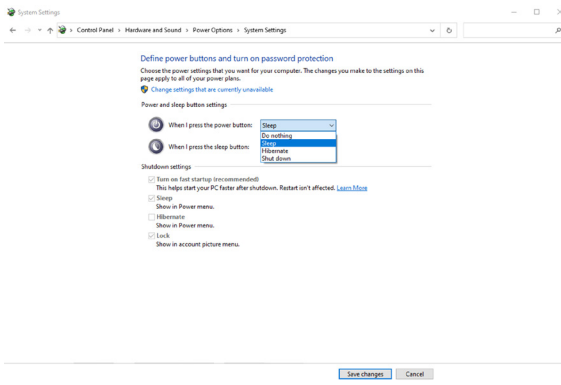 System Settings
Control Panel > Hardware and Sound > Power Options > System Settings
Define power buttons and turn on password protection
Choose the power settings that you want for your computer. The changes you make to the settings on this
page apply to all of your power plans.
Change settings that are currently unavailable
Power and sleep button settings
When I press the power button: Sleep
Do nothing
Sleep
Hibernate
Shut down
When I press the sleep button:
Shutdown settings
Turn on fast startup (recommended)
This helps start your PC faster after shutdown. Restart isn't affected. Learn More
Sleep
Show in Power menu.
Hibernate
Show in Power menu.
Lock
Show in account picture menu.
Save changes Cancel